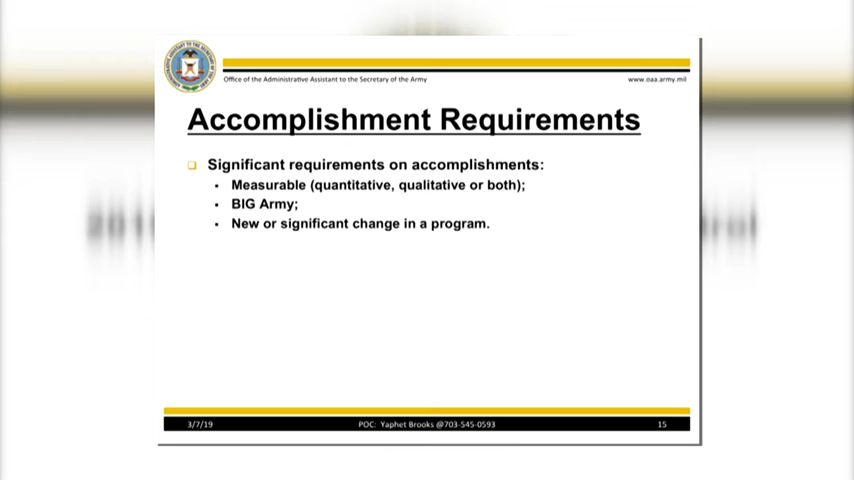 Office of the Administrative Assistant to the Secretary of the Army
www.oaa.army.mil
Accomplishment Requirements
Significant requirements on accomplishments:
Measurable (quantitative, qualitative or both);
BIG Army;
New or significant change in a program.
3/7/19
POC: Yaphet Brooks @703-545-0593
15